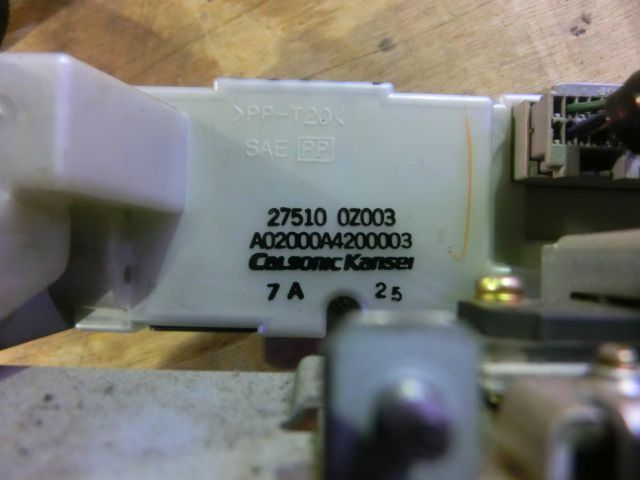 >PP-T20<
SAE PP
27510 0Z003
A02000A4200003
CALSONIC KANSEI
7 A 25